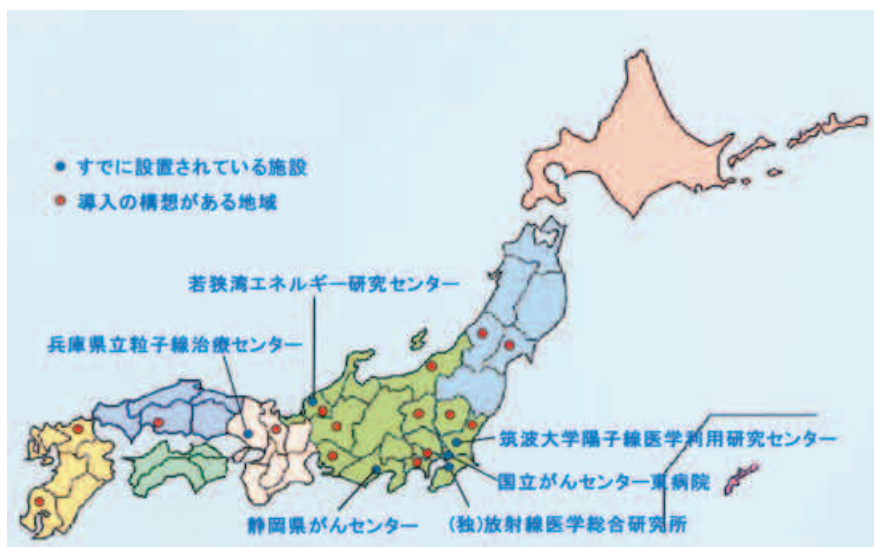 すでに設置されている施設
導入の構想がある地域
若狭湾エネルギー研究センター
兵庫県立粒子線治療センター
筑波大学陽子線医学利用研究センター
国立がんセンター東病院
静岡県がんセンター
(独)放射線医学総合研究所